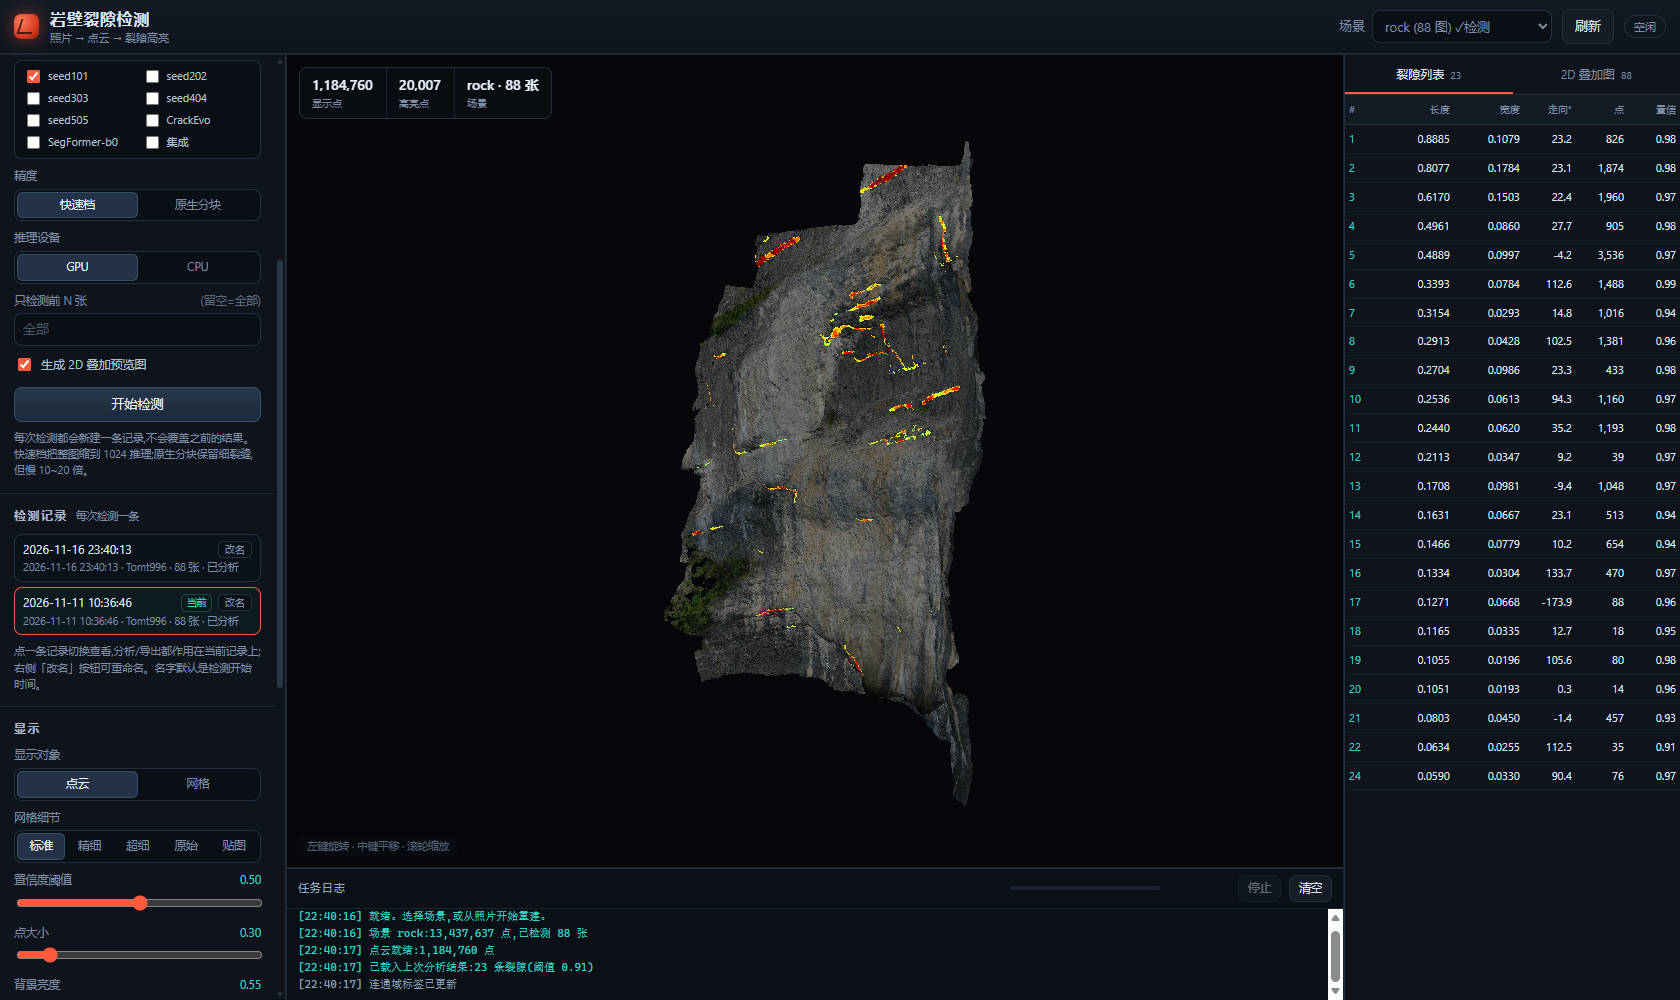 岩壁裂隙检测
照片 → 点云 → 裂隙高亮
场景
rock (88 图) ✓检测
刷新
空闲
seed101
seed202
seed303
seed404
seed505
CrackEvo
SegFormer-b0
集成
精度
快速档
原生分块
推理设备
GPU
CPU
只检测前 N 张
(留空=全部)
全部
生成 2D 叠加预览图
开始检测
每次检测都会新建一条记录,不会覆盖之前的结果。
快速档把整图缩到 1024 推理;原生分块保留细裂缝,
但慢 10~20 倍。
检测记录 每次检测一条
2026-11-16 23:40:13
改名
2026-11-16 23:40:13 · Tomt996 · 88 张 · 已分析
2026-11-11 10:36:46
当前
改名
2026-11-11 10:36:46 · Tomt996 · 88 张 · 已分析
点一条记录切换查看,分析/导出都作用在当前记录上;
右侧「改名」按钮可重命名。名字默认是检测开始
时间。
显示
显示对象
点云
网格
网格细节
标准
精细
超细
原始
贴图
置信度阈值
0.50
点大小
0.30
背景亮度
0.55
1,184,760
显示点
20,007
高亮点
rock · 88 张
场景
左键旋转 · 中键平移 · 滚轮缩放
任务日志
停止
清空
[22:40:16] 就绪。选择场景,或从照片开始重建。
[22:40:16] 场景 rock:13,437,637 点,已检测 88 张
[22:40:17] 点云就绪:1,184,760 点
[22:40:17] 已载入上次分析结果:23 条裂隙(阈值 0.91)
[22:40:17] 连通域标签已更新
裂隙列表 23
2D 叠加图 88
# 长度 宽度 走向° 点 置信
1 0.8885 0.1079 23.2 826 0.98
2 0.8077 0.1784 23.1 1,874 0.98
3 0.6170 0.1503 22.4 1,960 0.97
4 0.4961 0.0860 27.7 905 0.98
5 0.4889 0.0997 -4.2 3,536 0.97
6 0.3393 0.0784 112.6 1,488 0.99
7 0.3154 0.0293 14.8 1,016 0.94
8 0.2913 0.0428 102.5 1,381 0.96
9 0.2704 0.0986 23.3 433 0.98
10 0.2536 0.0613 94.3 1,160 0.97
11 0.2440 0.0620 35.2 1,193 0.98
12 0.2113 0.0347 9.2 39 0.97
13 0.1708 0.0981 -9.4 1,048 0.97
14 0.1631 0.0667 23.1 513 0.94
15 0.1466 0.0779 10.2 654 0.94
16 0.1334 0.0304 133.7 470 0.97
17 0.1271 0.0668 -173.9 88 0.96
18 0.1165 0.0335 12.7 18 0.95
19 0.1055 0.0196 105.6 80 0.98
20 0.1051 0.0193 0.3 14 0.96
21 0.0803 0.0450 -1.4 457 0.93
22 0.0634 0.0255 112.5 35 0.91
24 0.0590 0.0330 90.4 76 0.97